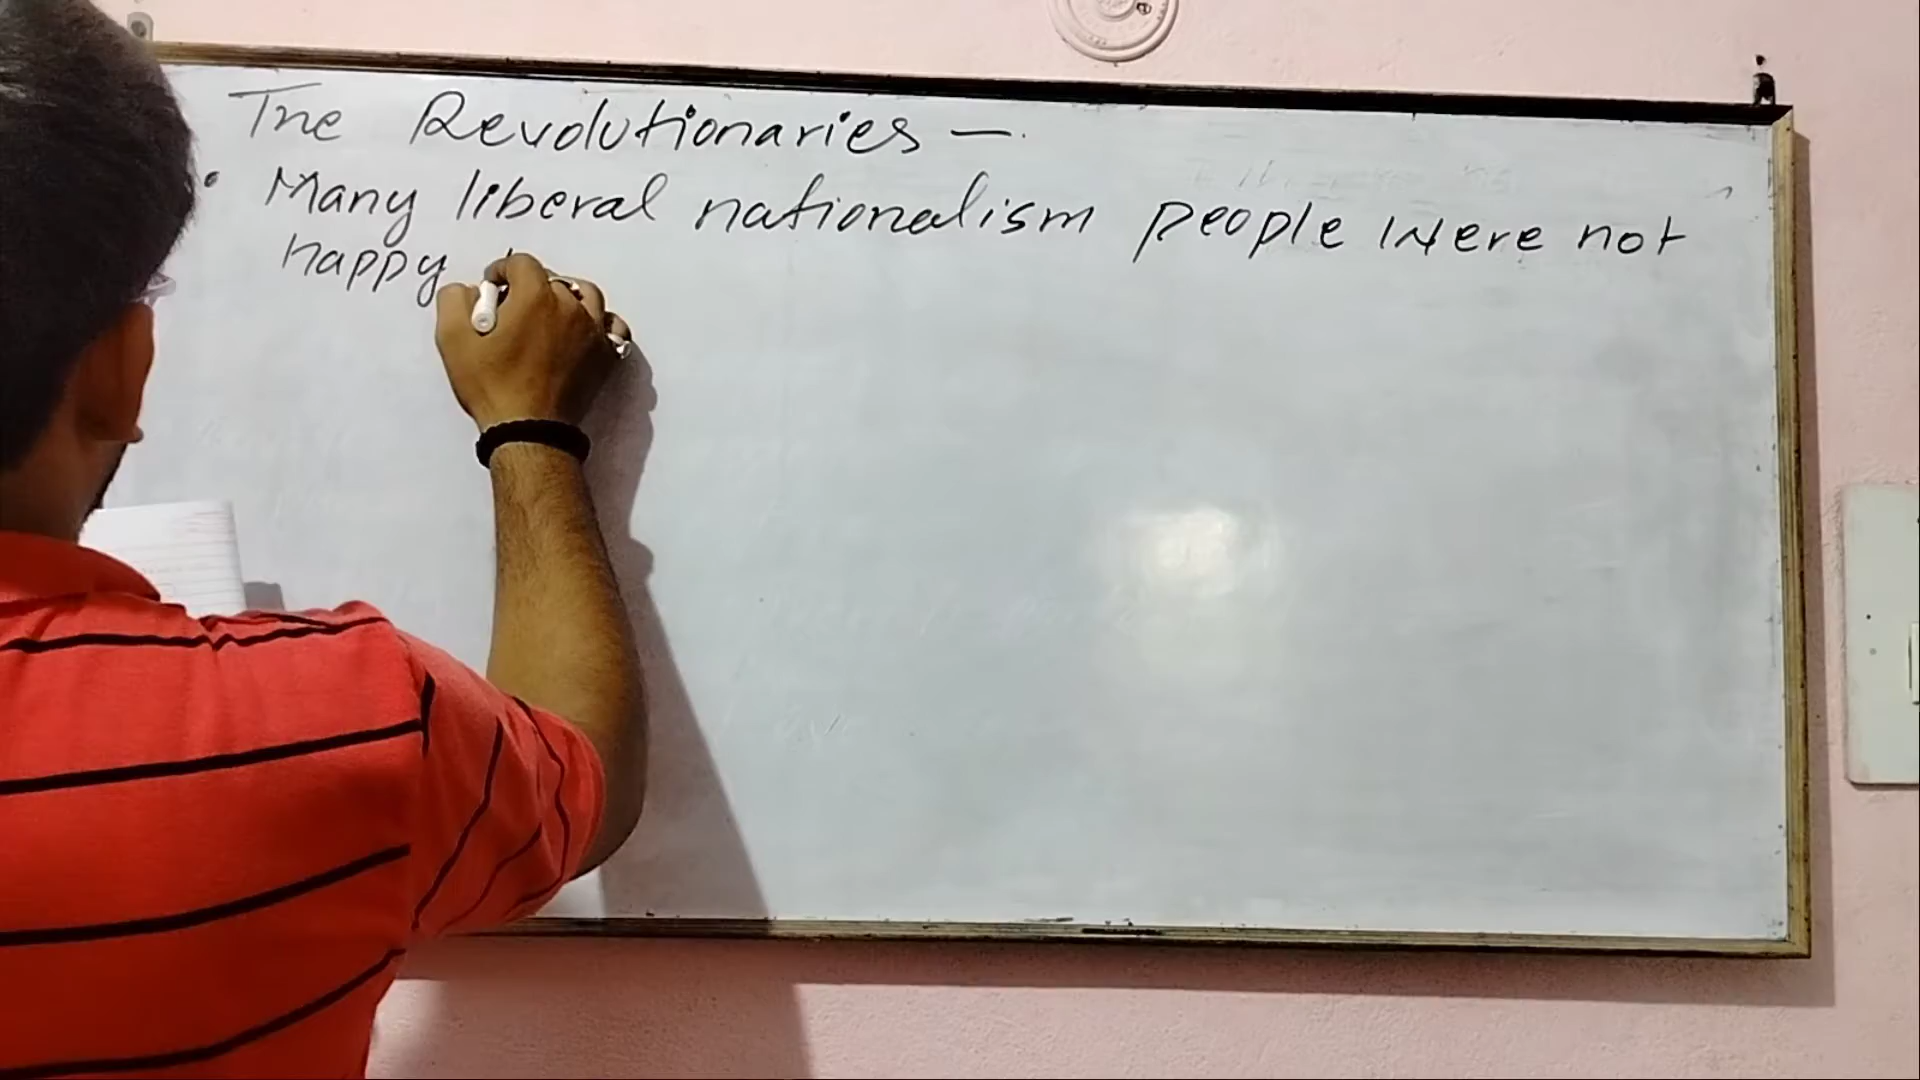 The Revolutionaries —
• Many liberal nationalism people were not
happy